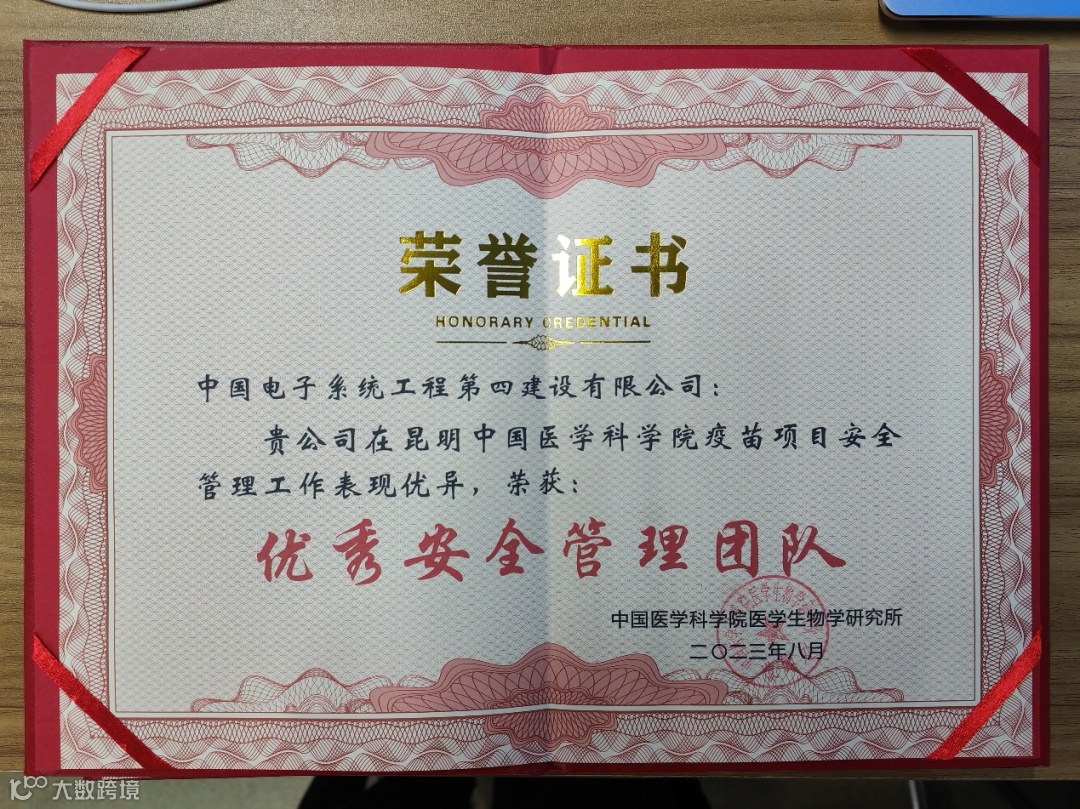 荣誉证书
HONORARY CREDENTIAL
中国电子系统工程第四建设有限公司：
贵公司在昆明中国医学科学院疫苗项目安全
管理工作表现优异，荣获：
优秀安全管理团队
中国医学科学院医学生物学研究所
二〇二三年八月
大数跨境